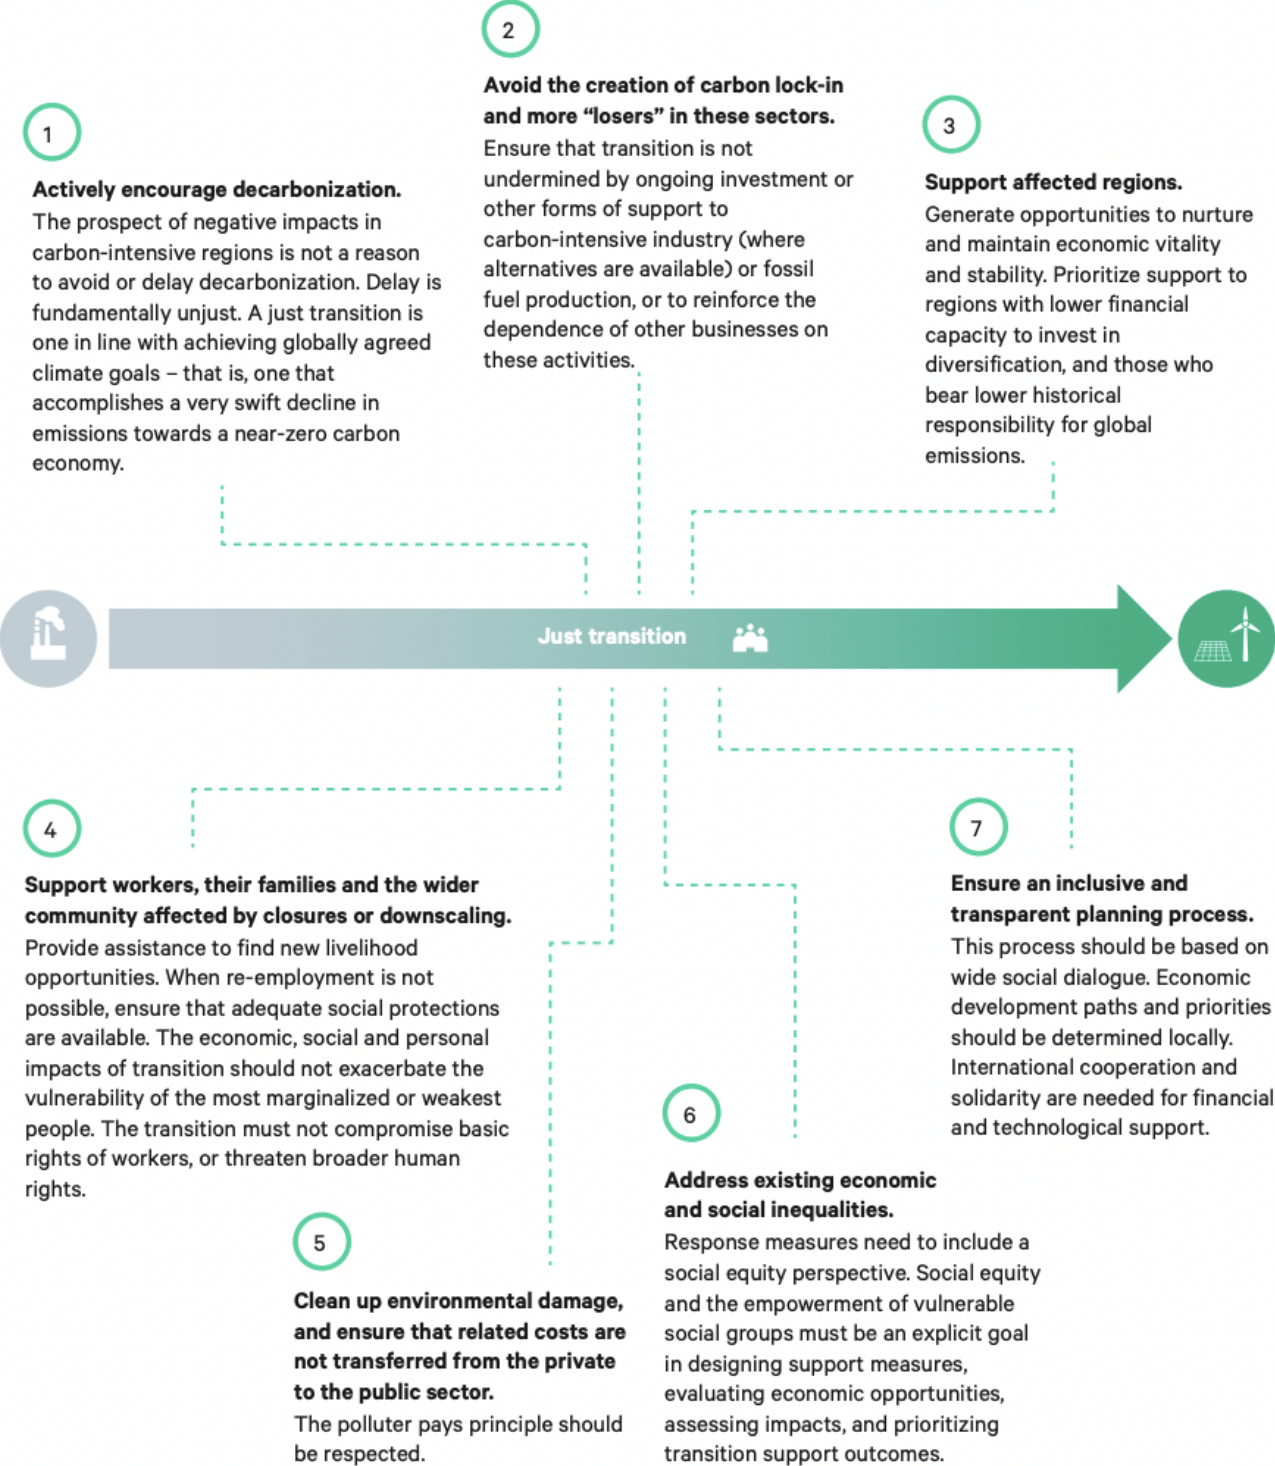 1
Actively encourage decarbonization.
The prospect of negative impacts in
carbon-intensive regions is not a reason
to avoid or delay decarbonization. Delay is
fundamentally unjust. A just transition is
one in line with achieving globally agreed
climate goals – that is, one that
accomplishes a very swift decline in
emissions towards a near-zero carbon
economy.
2
Avoid the creation of carbon lock-in
and more “losers” in these sectors.
Ensure that transition is not
undermined by ongoing investment or
other forms of support to
carbon-intensive industry (where
alternatives are available) or fossil
fuel production, or to reinforce the
dependence of other businesses on
these activities.
3
Support affected regions.
Generate opportunities to nurture
and maintain economic vitality
and stability. Prioritize support to
regions with lower financial
capacity to invest in
diversification, and those who
bear lower historical
responsibility for global
emissions.
Just transition
4
Support workers, their families and the wider
community affected by closures or downscaling.
Provide assistance to find new livelihood
opportunities. When re-employment is not
possible, ensure that adequate social protections
are available. The economic, social and personal
impacts of transition should not exacerbate the
vulnerability of the most marginalized or weakest
people. The transition must not compromise basic
rights of workers, or threaten broader human
rights.
5
Clean up environmental damage,
and ensure that related costs are
not transferred from the private
to the public sector.
The polluter pays principle should
be respected.
6
Address existing economic
and social inequalities.
Response measures need to include a
social equity perspective. Social equity
and the empowerment of vulnerable
social groups must be an explicit goal
in designing support measures,
evaluating economic opportunities,
assessing impacts, and prioritizing
transition support outcomes.
7
Ensure an inclusive and
transparent planning process.
This process should be based on
wide social dialogue. Economic
development paths and priorities
should be determined locally.
International cooperation and
solidarity are needed for financial
and technological support.